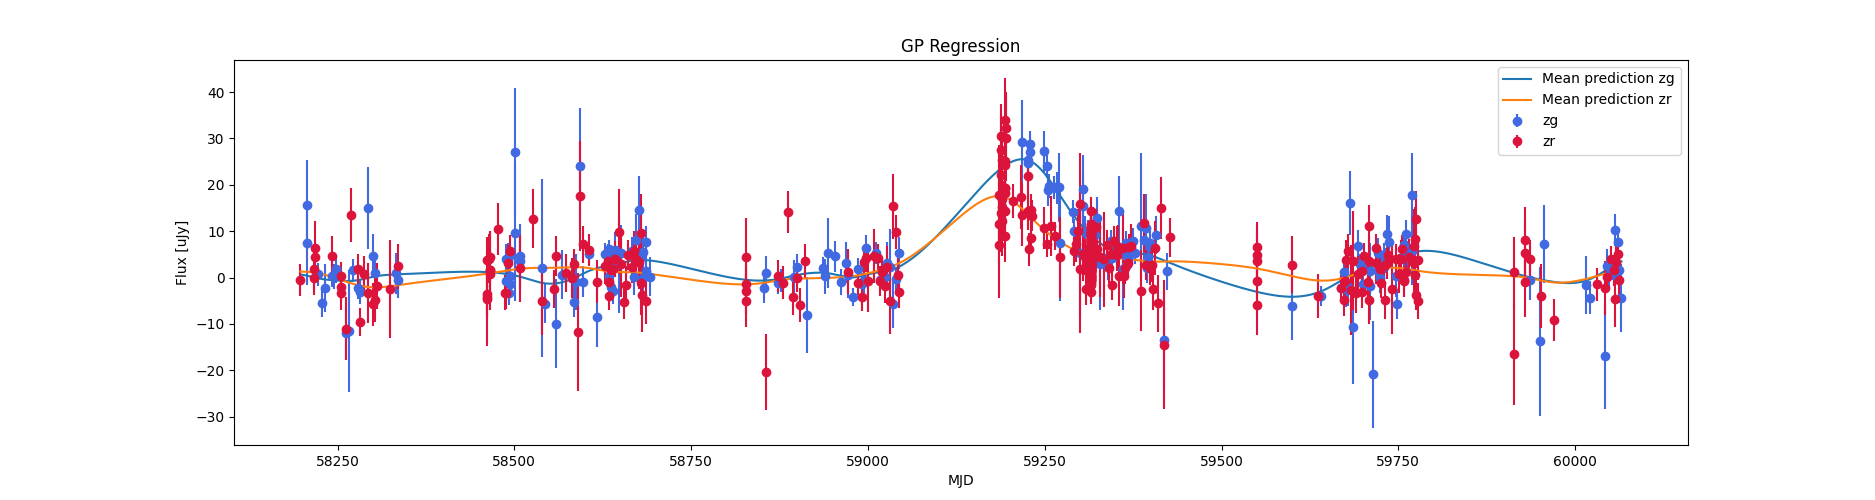 GP Regression
Mean prediction zg
Mean prediction zr
zg
zr
Flux [uJy]
40
30
20
10
0
−10
−20
−30
58250 58500 58750 59000 59250 59500 59750 60000
MJD